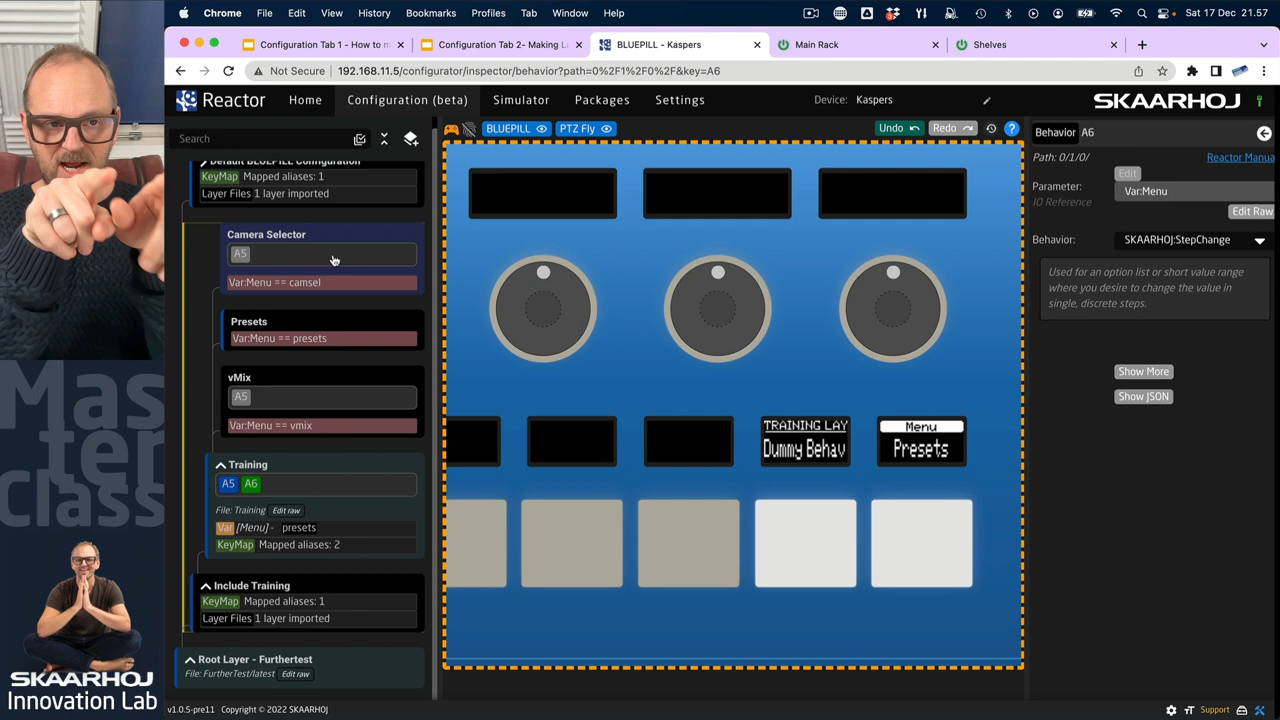 Chrome File Edit View History Bookmarks Profiles Tab Window Help Sat 17 Dec 21.57
Configuration Tab 1 - How to m Configuration Tab 2- Making L BLUEPILL - Kaspers Main Rack Shelves
Not Secure 192.168.11.5/configurator/inspector/behavior?path=0%2F1%2F0%2F&key=A6
Reactor Home Configuration (beta) Simulator Packages Settings Device: Kaspers SKAARHOJ
Search
BLUEPILL PTZ Fly Undo Redo ?
Behavior A6
Path: 0/1/0/ Reactor Manua
Edit
Parameter: Var:Menu
IO Reference
Edit Raw
Behavior: SKAARHOJ:StepChange
Used for an option list or short value range
where you desire to change the value in
single, discrete steps.
Show More
Show JSON
Default BLUEPILL Configuration
KeyMap Mapped aliases: 1
Layer Files 1 layer imported
Camera Selector
A5
Var:Menu == camsel
Presets
Var:Menu == presets
vMix
A5
Var:Menu == vmix
Training
A5 A6
File: Training Edit raw
Var [Menu] - presets
KeyMap Mapped aliases: 2
Include Training
KeyMap Mapped aliases: 1
Layer Files 1 layer imported
Root Layer - Furthertest
File: FurtherTest/latest Edit raw
TRAINING LAY
Dummy Behav
Menu
Presets
Master
Class
SKAARHOJ
Innovation Lab
v1.0.5-pre11 Copyright © 2022 SKAARHOJ
Support